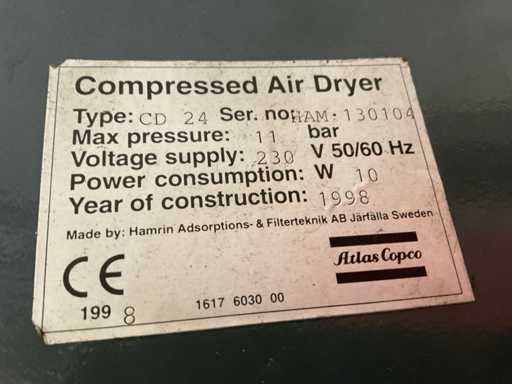 Compressed Air Dryer
Type: CD 24 Ser. no: HAM-130104
Max pressure: 11 bar
Voltage supply: 230 V 50/60 Hz
Power consumption: W 10
Year of construction: 1998
Made by: Hamrin Adsorptions- & Filterteknik AB Järfälla Sweden
CE
199 8
1617 6030 00
Atlas Copco